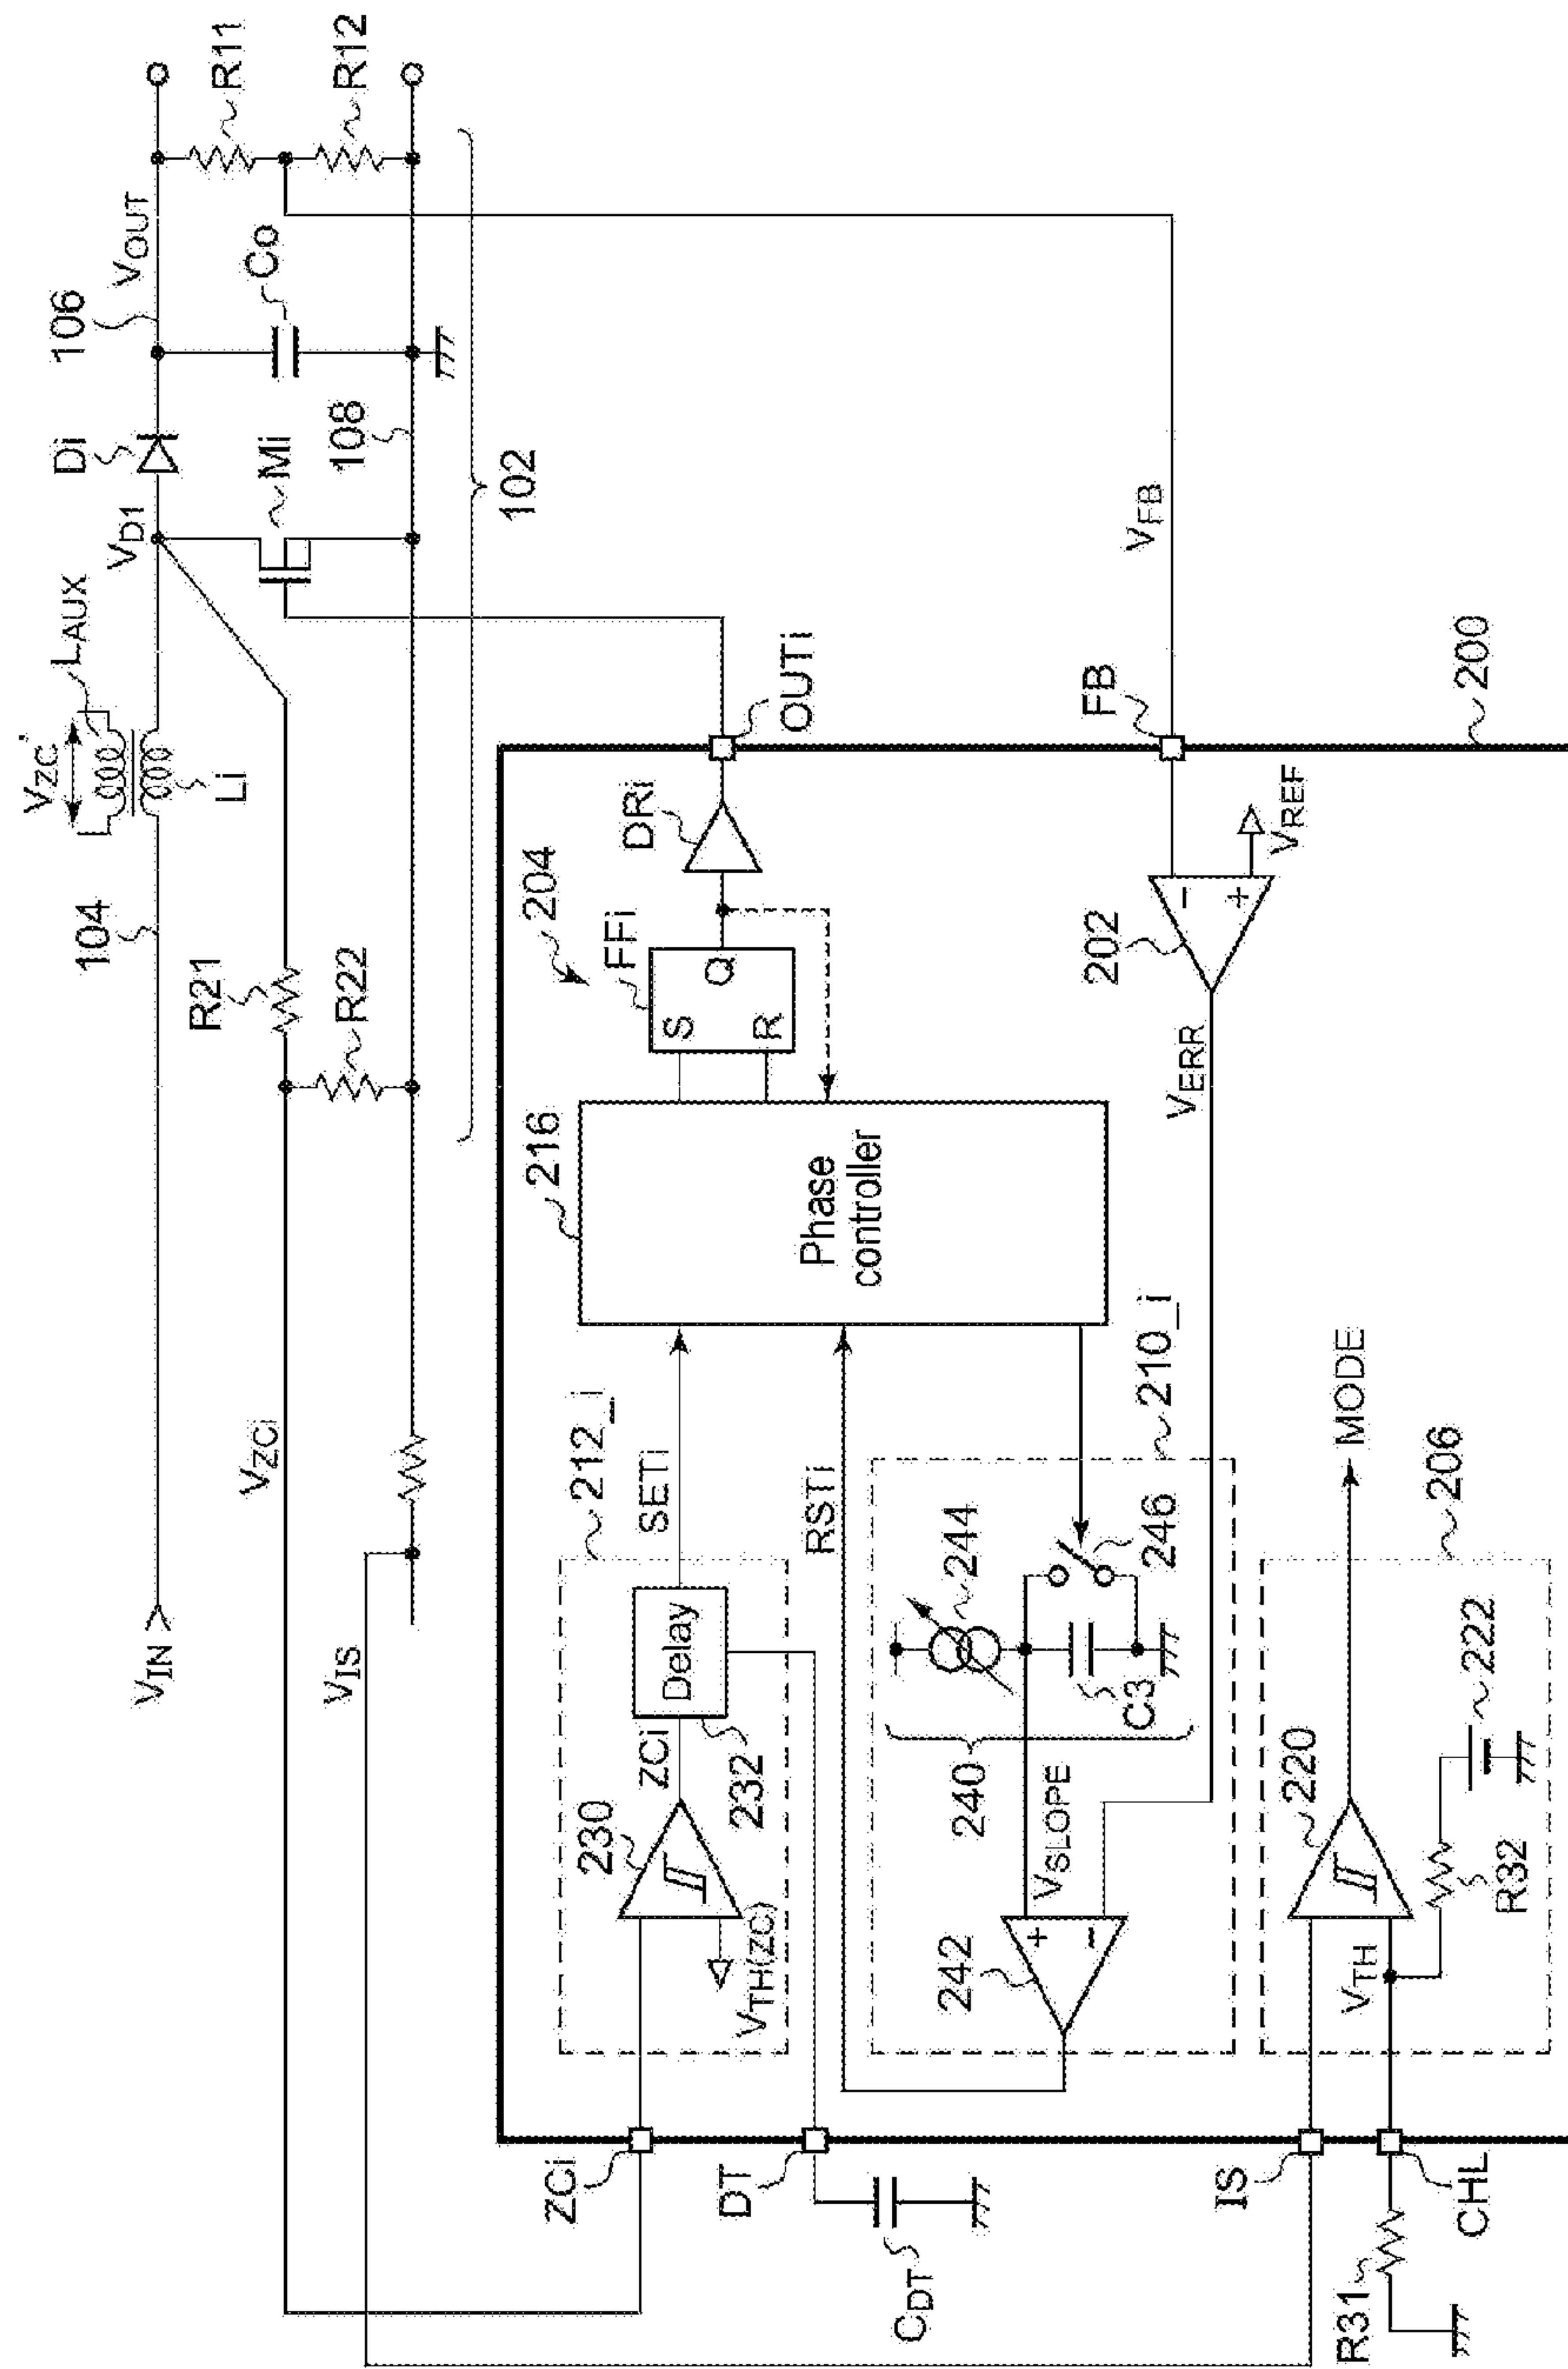 VIN >
104
VZC'
LAUX
Li
VD1
Di
106
VOUT
R11
R12
Co
Mi
108
102
R21
R22
VZCi
VIS
200
204
FFi
S
Q
R
DRi
OUTi
216
Phase
controller
212_i
SETi
Delay
232
ZCi
230
VTH(ZC)
ZCi
DT
CDT
RSTi
210_i
244
246
C3
240
VSLOPE
242
+
−
VERR
202
−
+
VREF
FB
VFB
MODE
206
220
222
R32
VTH
IS
CHL
R31